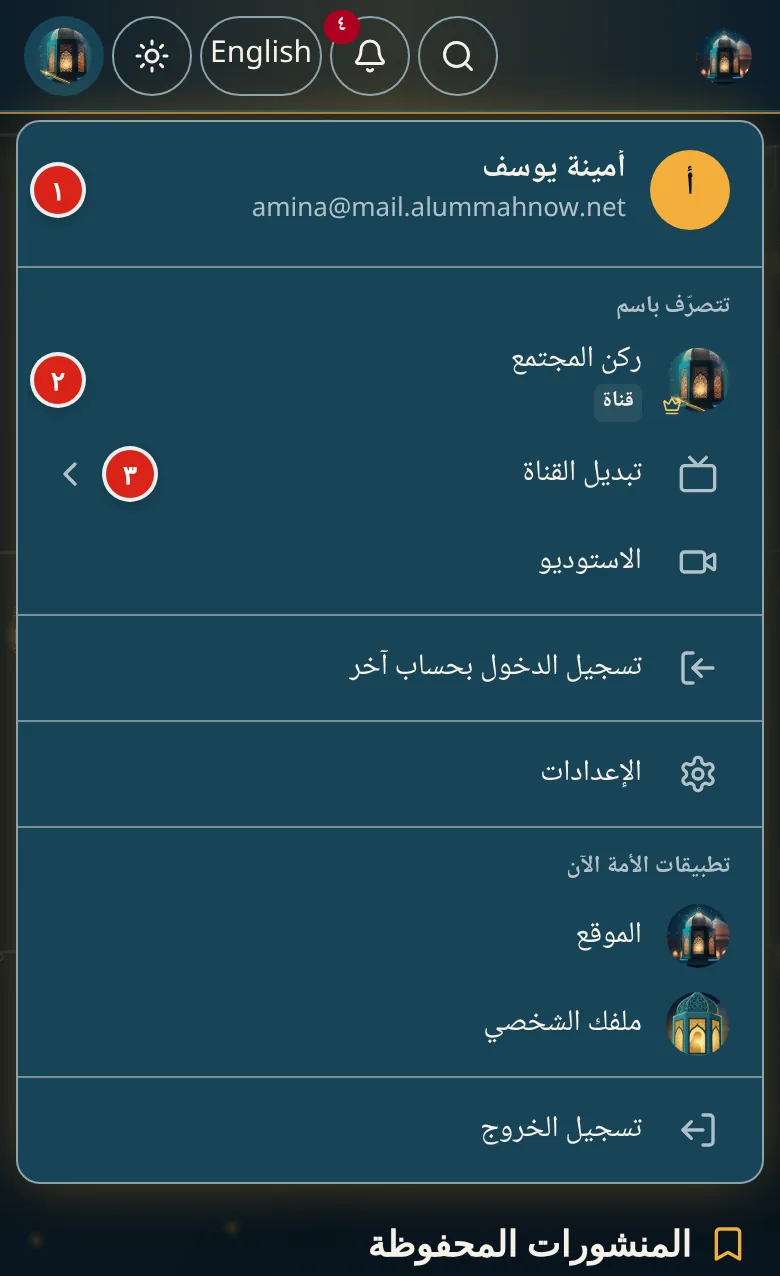 English
٤
أمينة يوسف
amina@mail.alummahnow.net
أ
١
تتصرّف باسم
ركن المجتمع
قناة
٢
تبديل القناة
٣
الاستوديو
تسجيل الدخول بحساب آخر
الإعدادات
تطبيقات الأمة الآن
الموقع
ملفك الشخصي
تسجيل الخروج
المنشورات المحفوظة